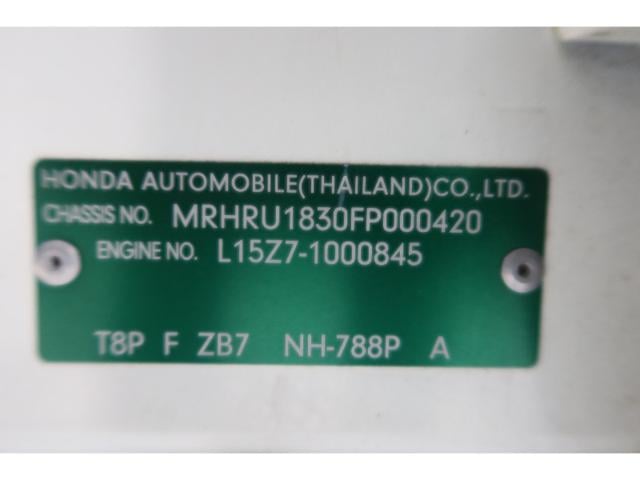 HONDA AUTOMOBILE(THAILAND)CO.,LTD.
CHASSIS NO. MRHRU1830FP000420
ENGINE NO. L15Z7-1000845
T8P F ZB7 NH-788P A